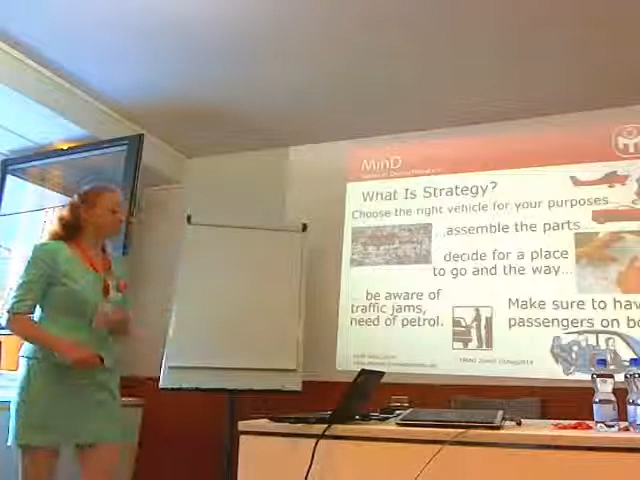 MinD
What Is Strategy?
Choose the right vehicle for your purposes
...assemble the parts...
decide for a place
to go and the way...
be aware of
traffic jams,
need of petrol.
Make sure to hav
passengers on bo